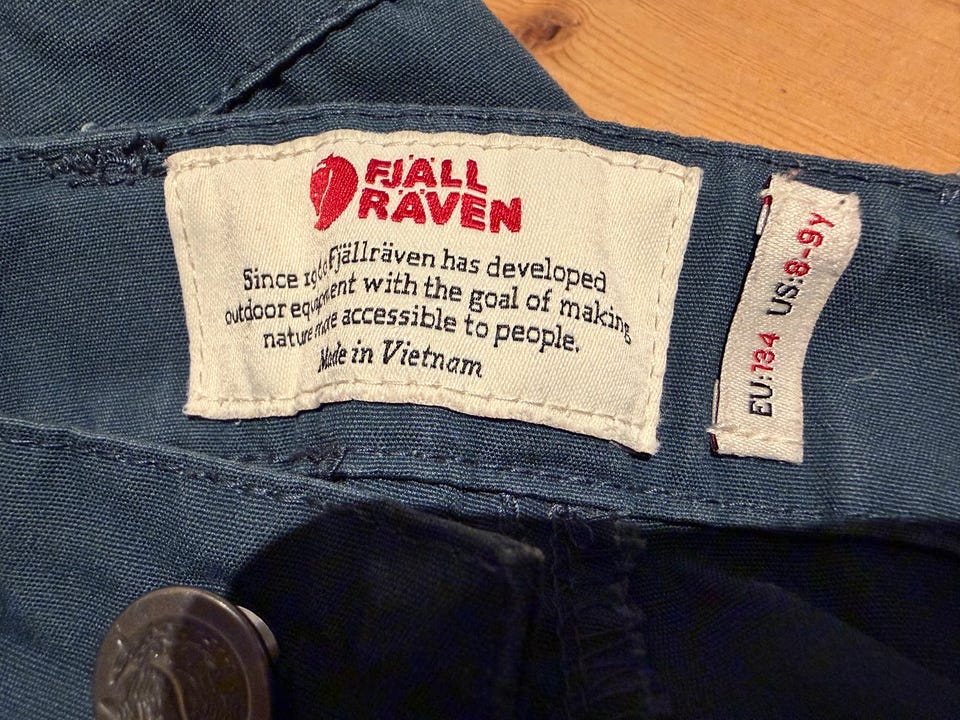 FJÄLL
RÄVEN
Since Fjällräven has developed
outdoor equipment with the goal of making
nature more accessible to people.
Made in Vietnam
EU:134 US:8-9y